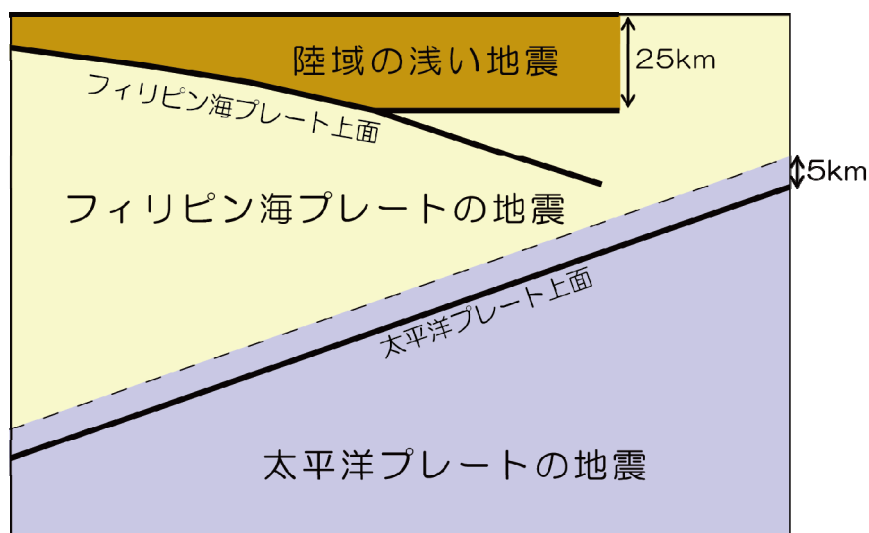 陸域の浅い地震
25km
フィリピン海プレート上面
5km
フィリピン海プレートの地震
太平洋プレート上面
太平洋プレートの地震